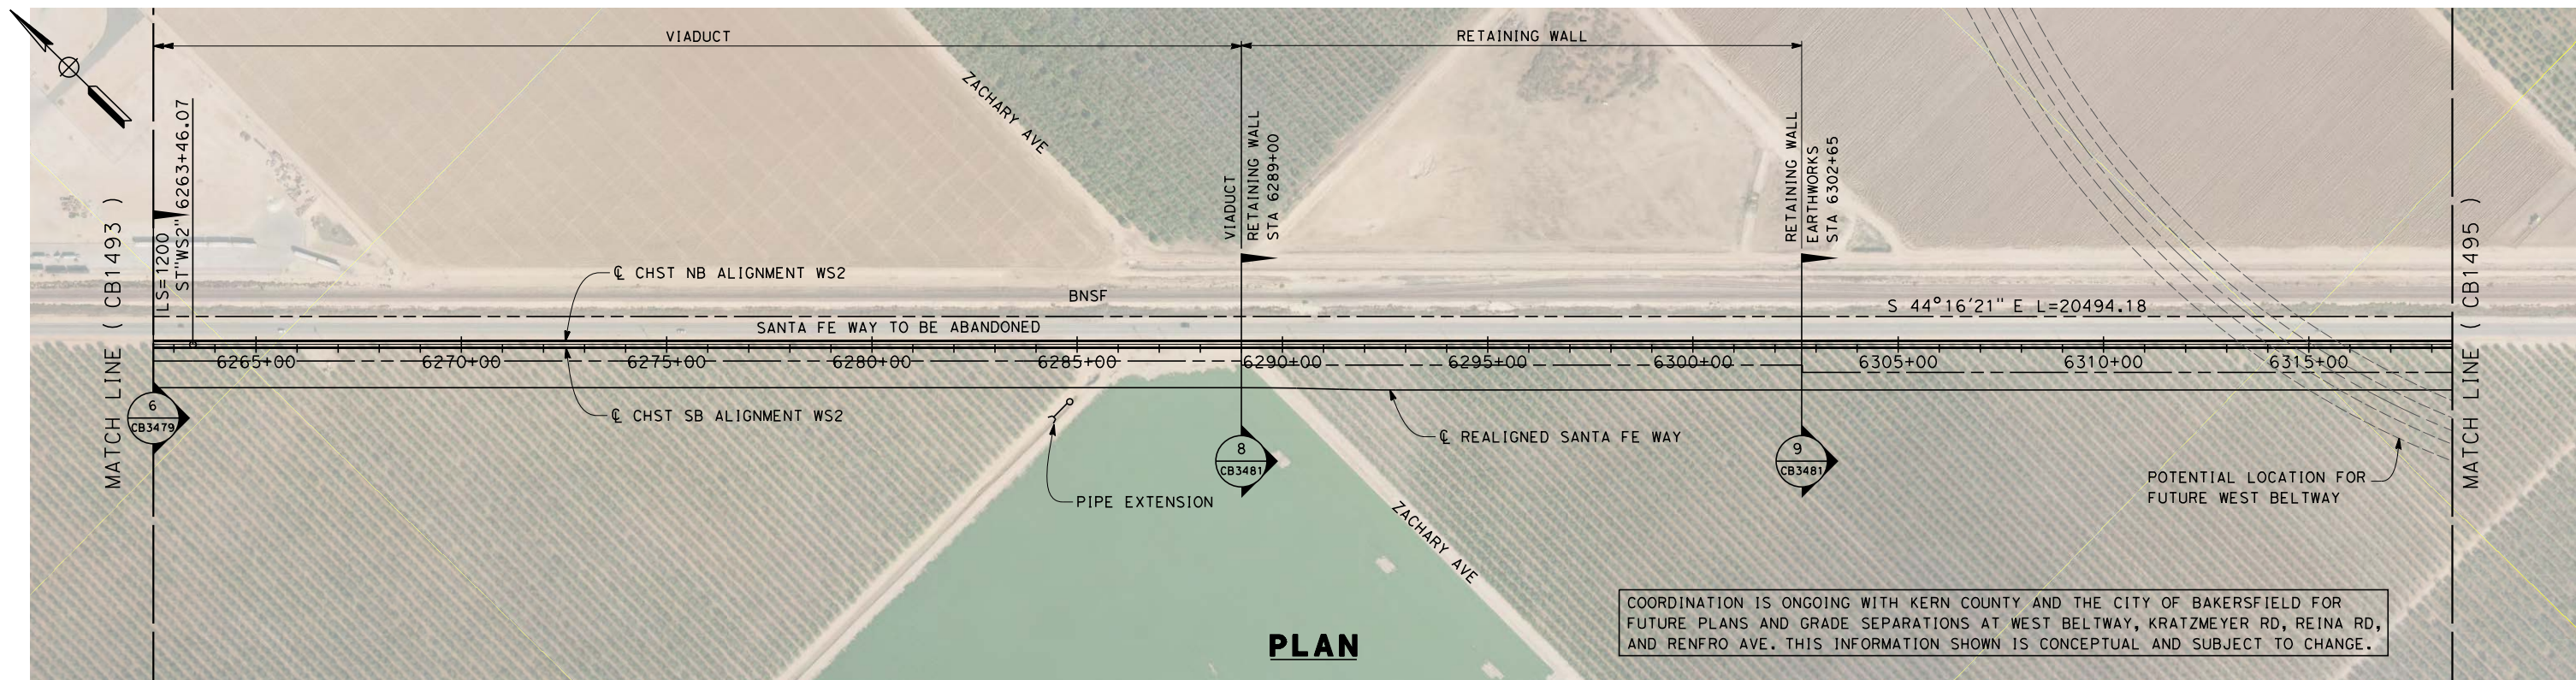 VIADUCT
RETAINING WALL
ZACHARY AVE
MATCH LINE ( CB1493 )
LS=1200
ST"WS2" 6263+46.07
VIADUCT
RETAINING WALL
STA 6289+00
RETAINING WALL
EARTHWORKS
STA 6302+65
MATCH LINE ( CB1495 )
℄ CHST NB ALIGNMENT WS2
BNSF
S 44°16'21" E L=20494.18
SANTA FE WAY TO BE ABANDONED
6265+00 6270+00 6275+00 6280+00 6285+00 6290+00 6295+00 6300+00 6305+00 6310+00 6315+00
6
CB3479
℄ CHST SB ALIGNMENT WS2
℄ REALIGNED SANTA FE WAY
8
CB3481
9
CB3481
PIPE EXTENSION
POTENTIAL LOCATION FOR
FUTURE WEST BELTWAY
ZACHARY AVE
COORDINATION IS ONGOING WITH KERN COUNTY AND THE CITY OF BAKERSFIELD FOR
FUTURE PLANS AND GRADE SEPARATIONS AT WEST BELTWAY, KRATZMEYER RD, REINA RD,
AND RENFRO AVE. THIS INFORMATION SHOWN IS CONCEPTUAL AND SUBJECT TO CHANGE.
PLAN